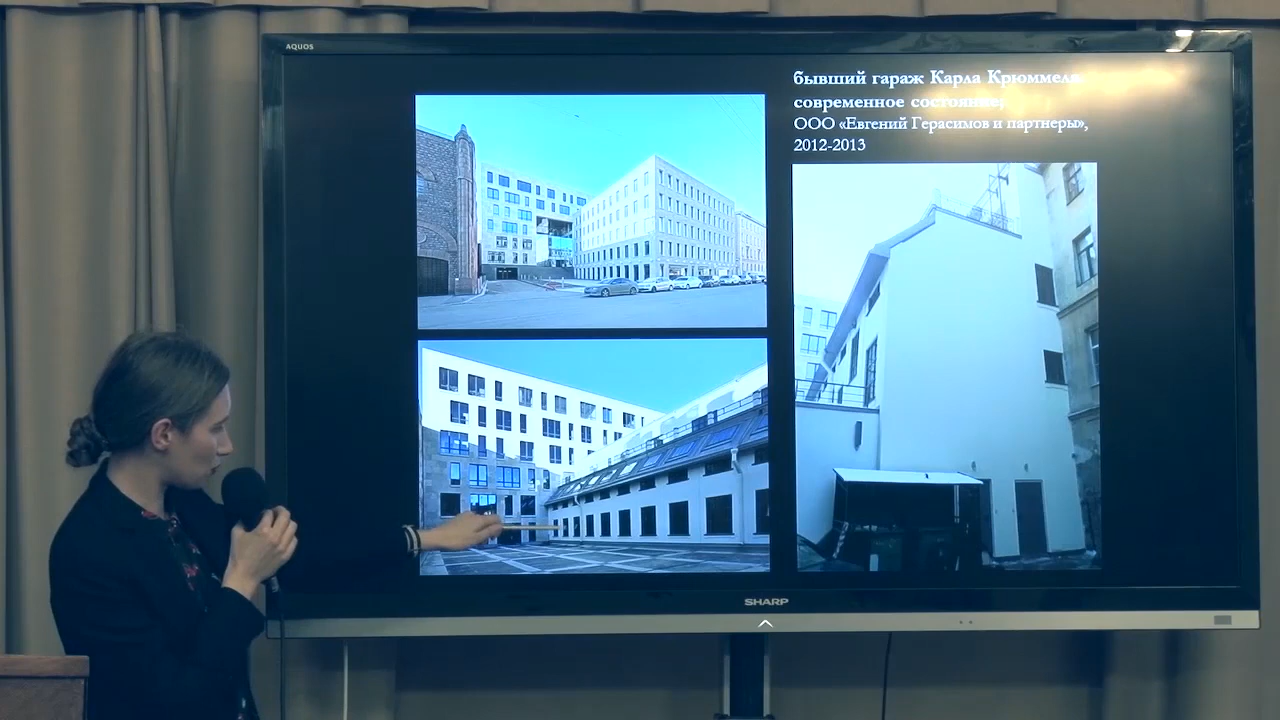 AQUOS
бывший гараж Карла Крюммеля,
современное состояние,
ООО «Евгений Герасимов и партнеры»,
2012-2013
SHARP